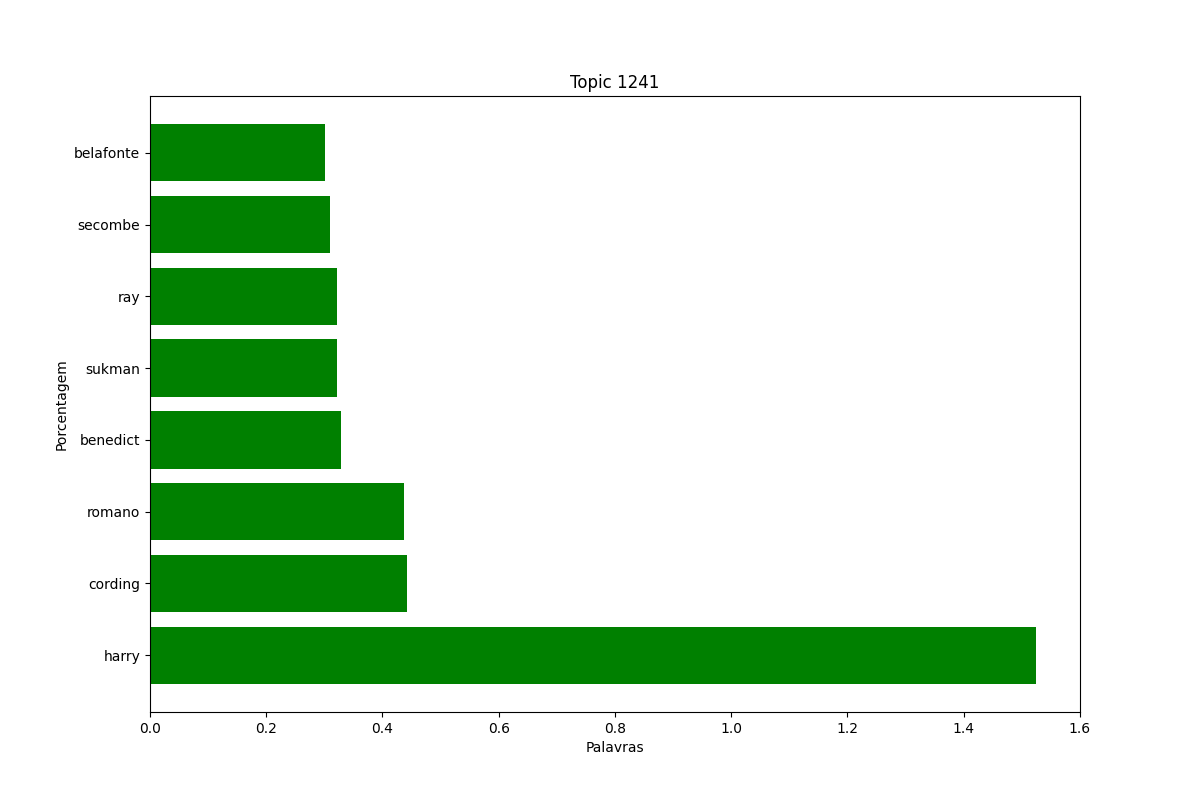 Topic 1241
belafonte
secombe
ray
sukman
benedict
romano
cording
harry
Porcentagem
0.0 0.2 0.4 0.6 0.8 1.0 1.2 1.4 1.6
Palavras